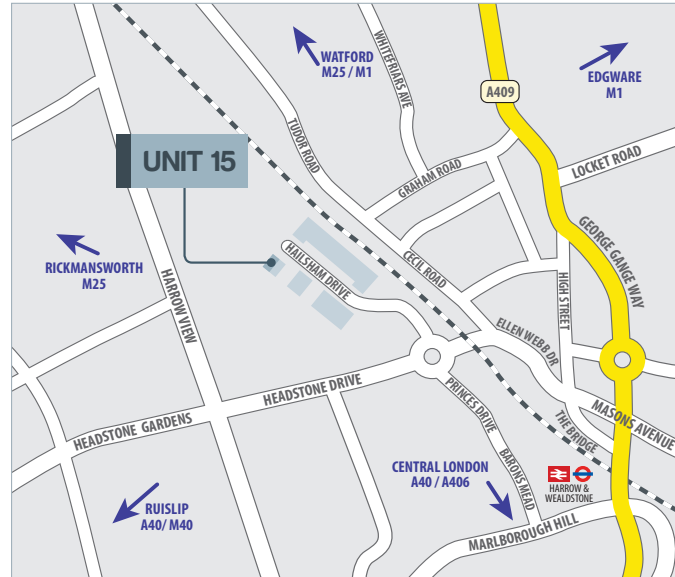 WATFORD
M25 / M1
WHITEFRIARS AVE
A409
EDGWARE
M1
TUDOR ROAD
UNIT 15
GRAHAM ROAD
LOCKET ROAD
RICKMANSWORTH
M25
HARROW VIEW
HAILSHAM DRIVE
CECIL ROAD
HIGH STREET
GEORGE GANGE WAY
ELLEN WEBB DR
HEADSTONE DRIVE
HEADSTONE GARDENS
PRINCES DRIVE
MASONS AVENUE
THE BRIDGE
BARONS MEAD
CENTRAL LONDON
A40 / A406
HARROW &
WEALDSTONE
RUISLIP
A40/ M40
MARLBOROUGH HILL